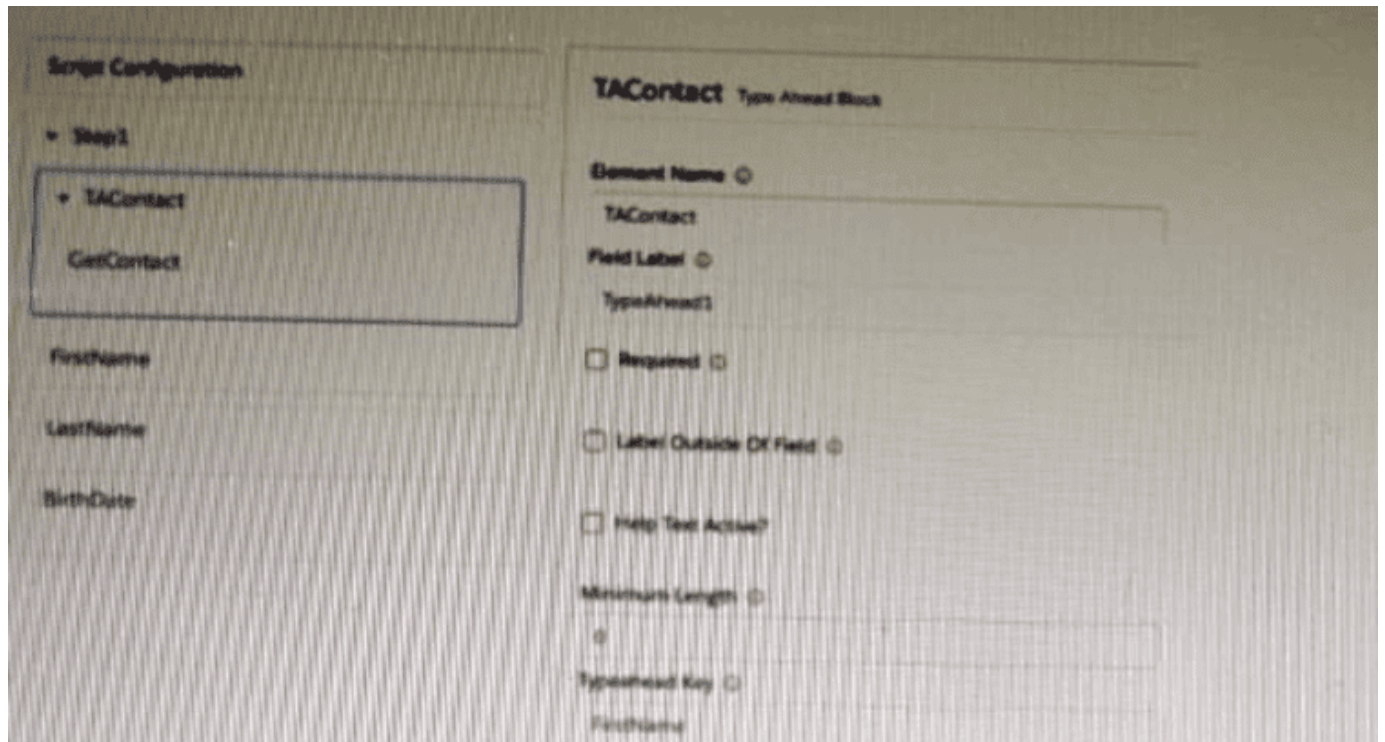 Script Configuration
Step1
TAContact
GetContact
FirstName
LastName
BirthDate
TAContact Type Ahead Block
Element Name
TAContact
Field Label
TypeAhead1
Required
Label Outside Of Field
Help Text Active?
Minimum Length
0
Typeahead Key
FirstName